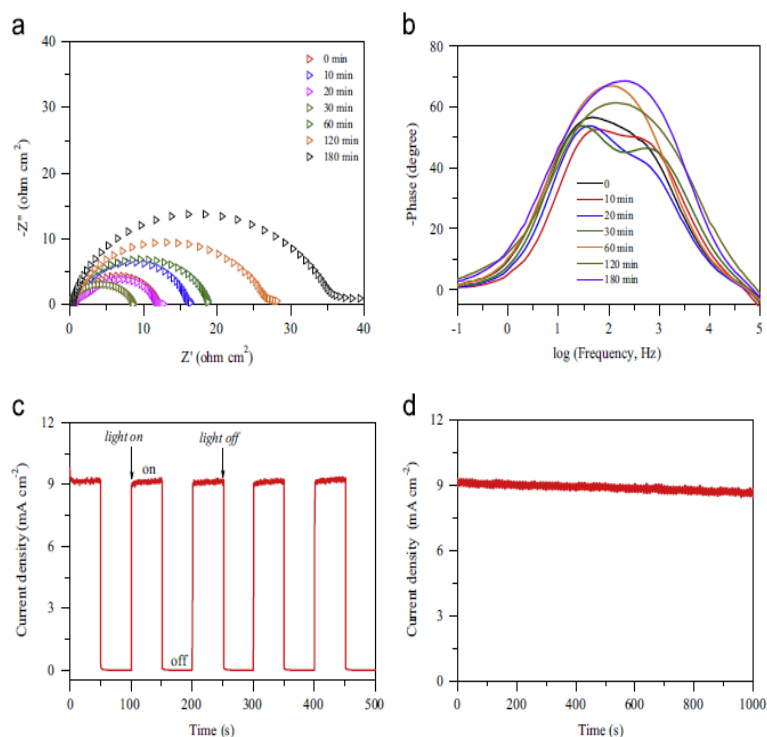 a
40
30
20
10
0
-Z'' (ohm cm2)
0 min
10 min
20 min
30 min
60 min
120 min
180 min
0 10 20 30 40
Z' (ohm cm2)
b
80
60
40
20
0
-Phase (degree)
0
10 min
20 min
30 min
60 min
120 min
180 min
-1 0 1 2 3 4 5
log (Frequency, Hz)
c
12
9
6
3
0
Current density (mA cm-2)
light on
light off
on
off
0 100 200 300 400 500
Time (s)
d
12
9
6
3
0
Current density (mA cm-2)
0 200 400 600 800 1000
Time (s)